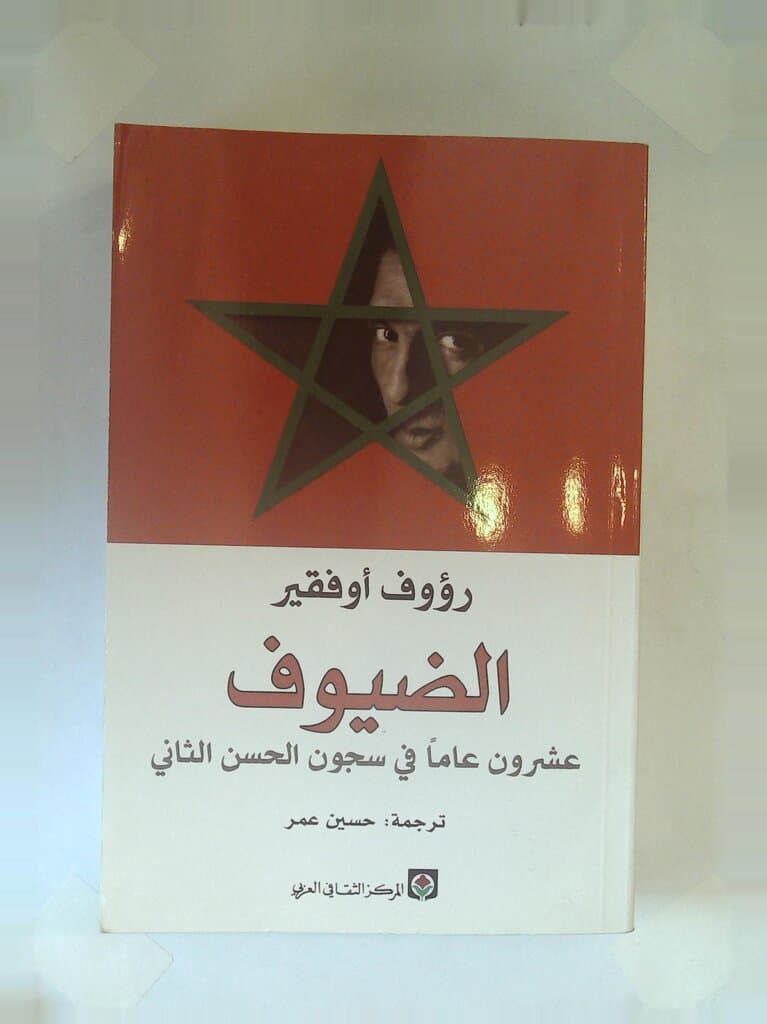 رؤوف أوفقير
الضيوف
عشرون عاماً في سجون الحسن الثاني
ترجمة: حسين عمر
المركز الثقافي العربي